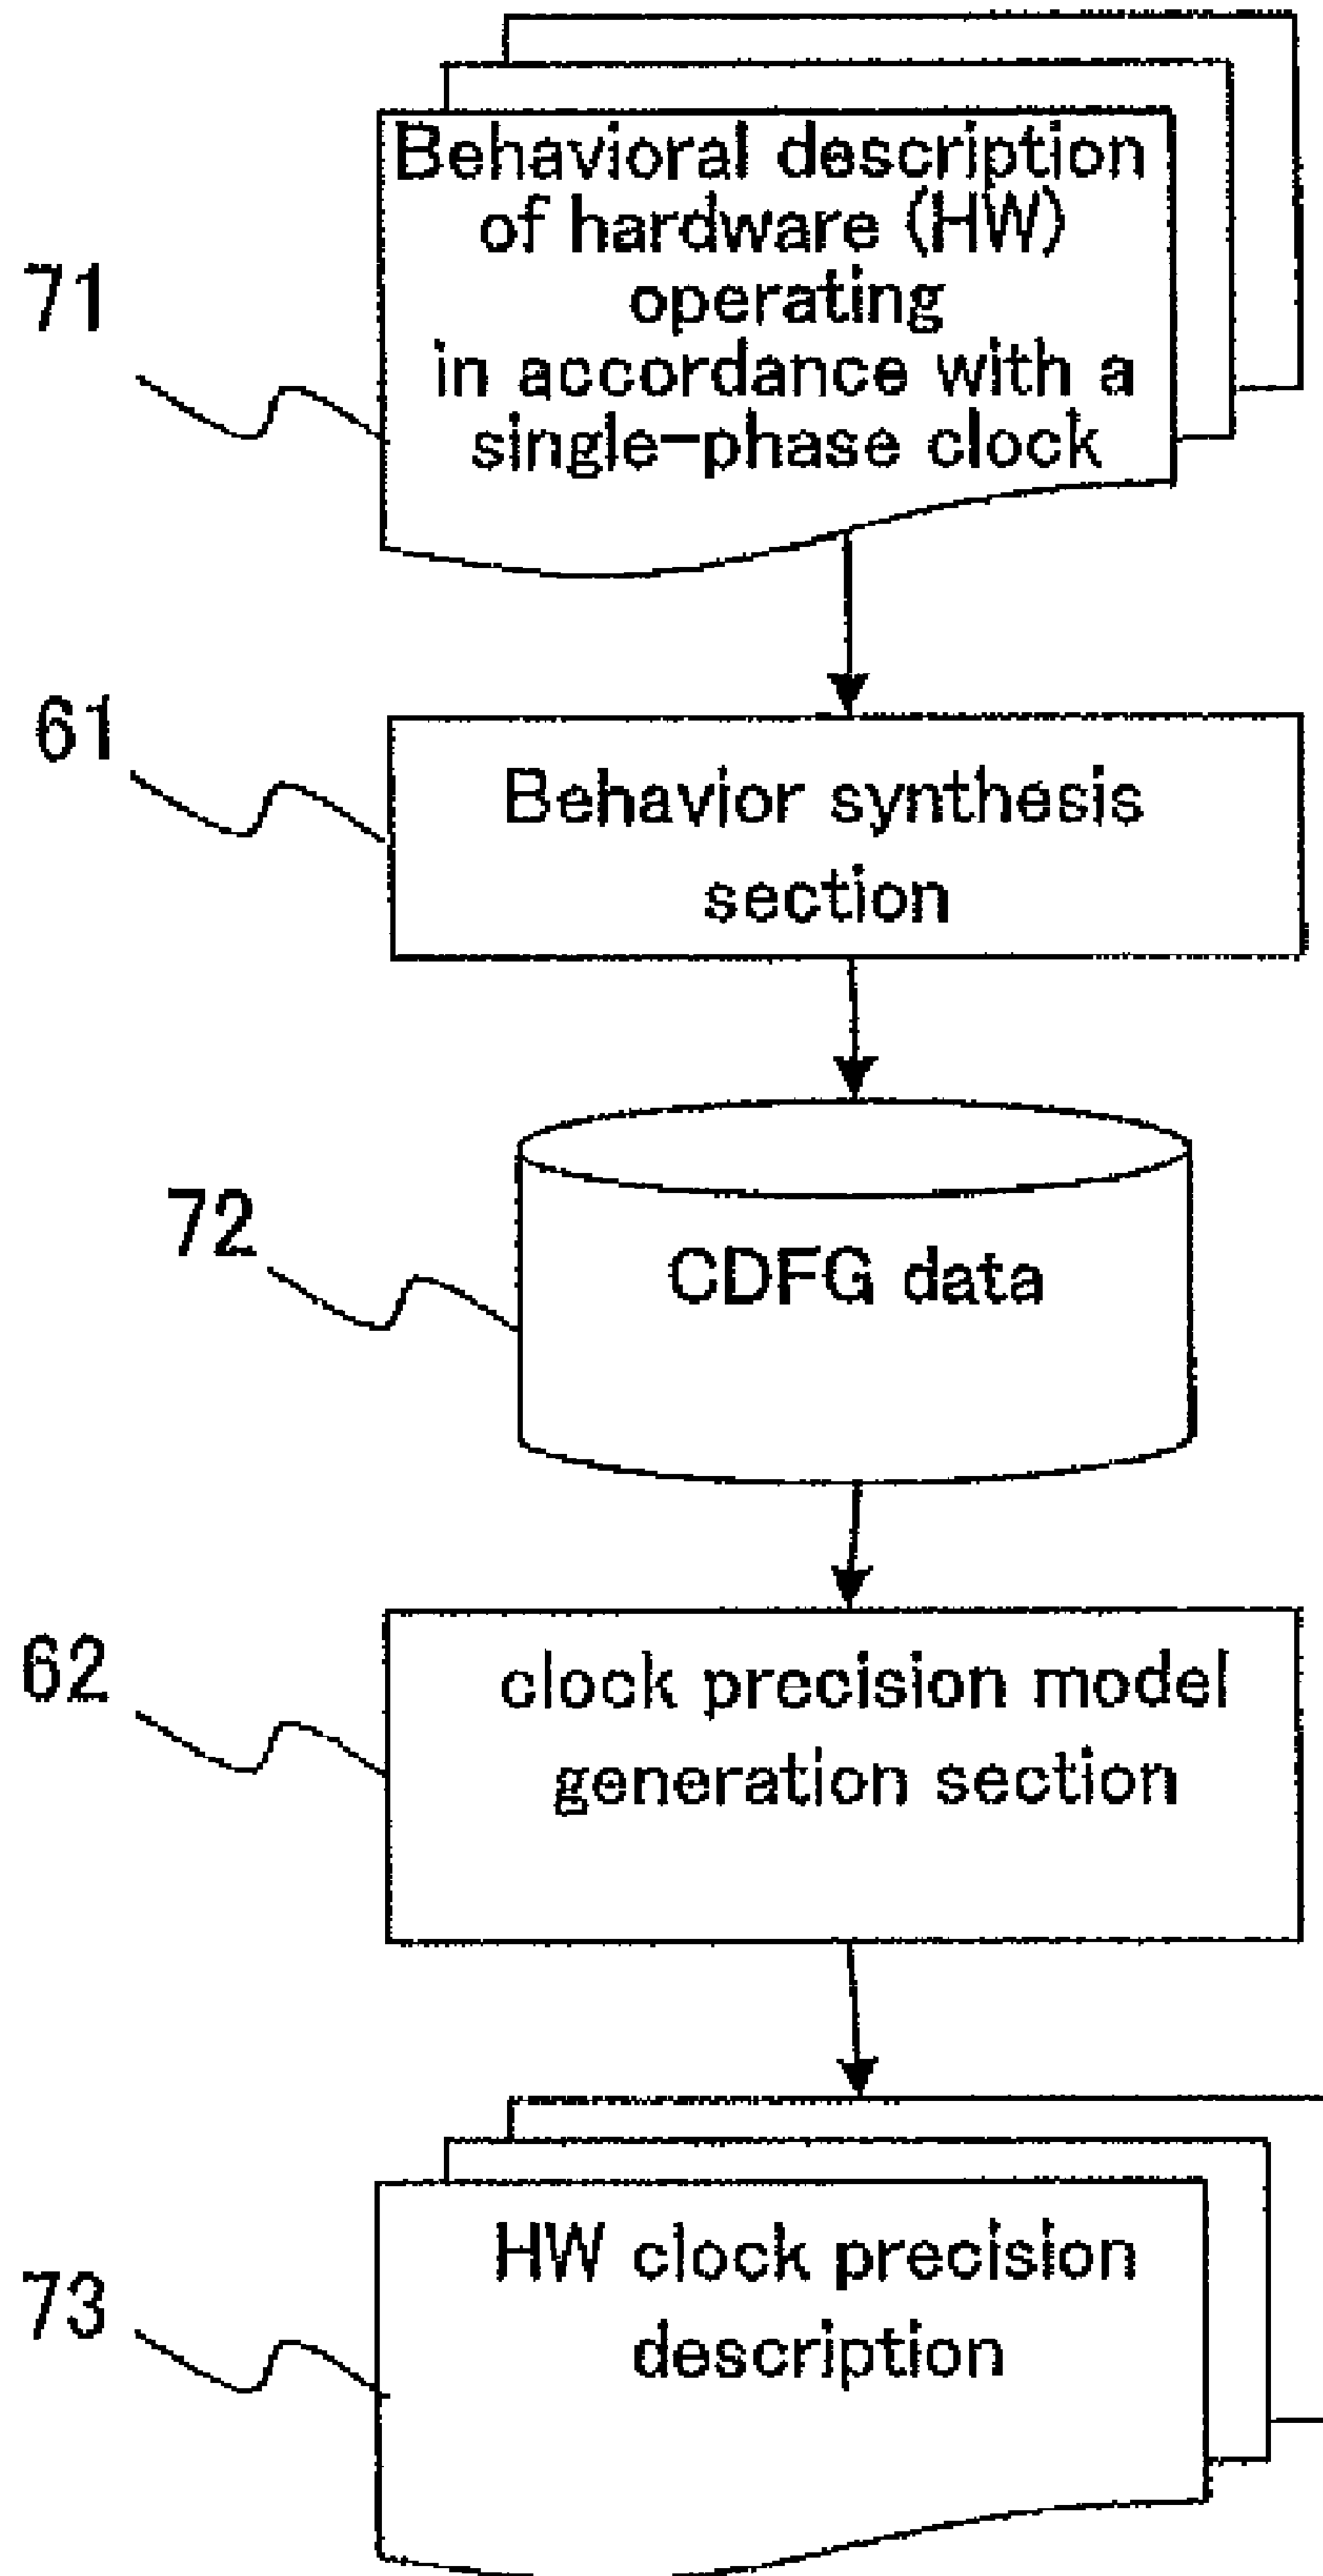 71
Behavioral description
of hardware (HW)
operating
in accordance with a
single-phase clock
61
Behavior synthesis
section
72
CDFG data
62
clock precision model
generation section
73
HW clock precision
description